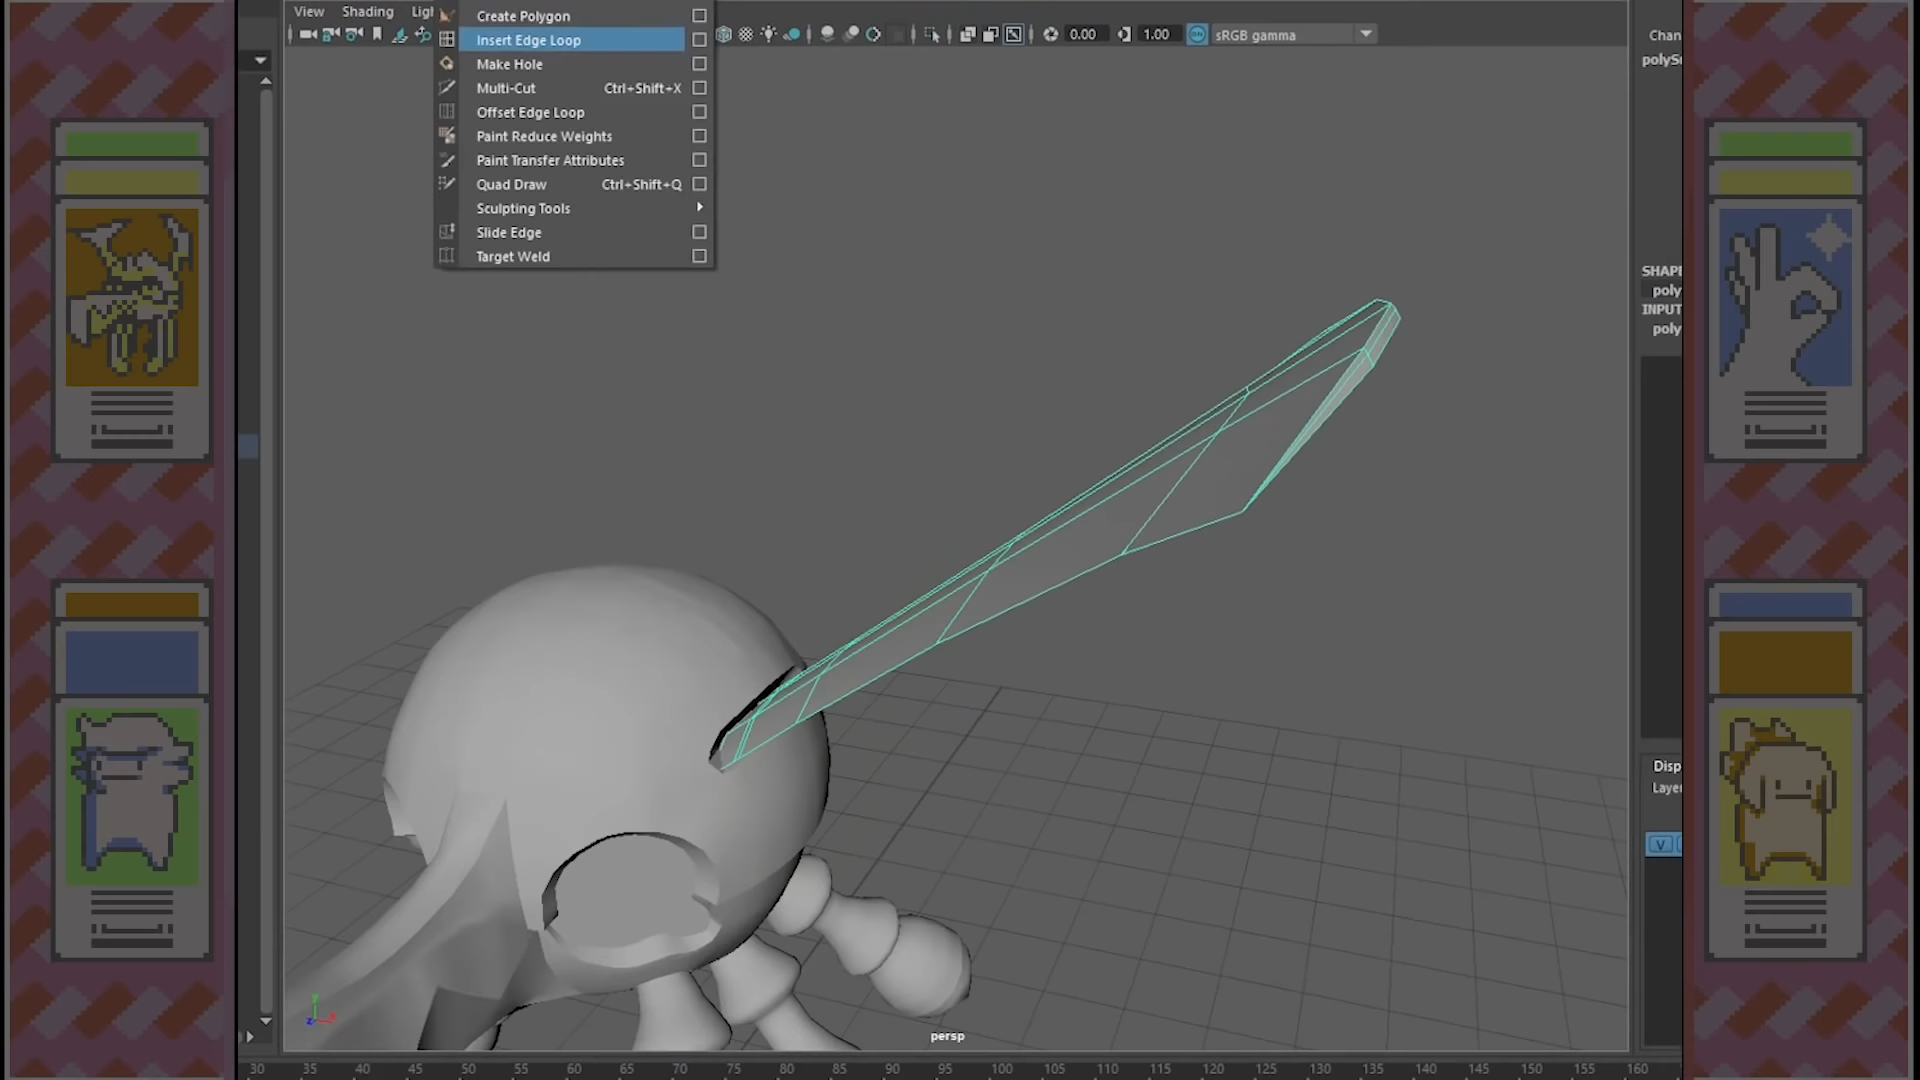 View Shading Ligh
Create Polygon
Insert Edge Loop
Make Hole
Multi-Cut Ctrl+Shift+X
Offset Edge Loop
Paint Reduce Weights
Paint Transfer Attributes
Quad Draw Ctrl+Shift+Q
Sculpting Tools
Slide Edge
Target Weld
0.00 1.00 ON sRGB gamma
Chan
polySu
SHAPE
poly
INPUT
poly
Disp
Layer
V
y
z x
persp
30 35 40 45 50 55 60 65 70 75 80 85 90 95 100 105 110 115 120 125 130 135 140 145 150 155 160